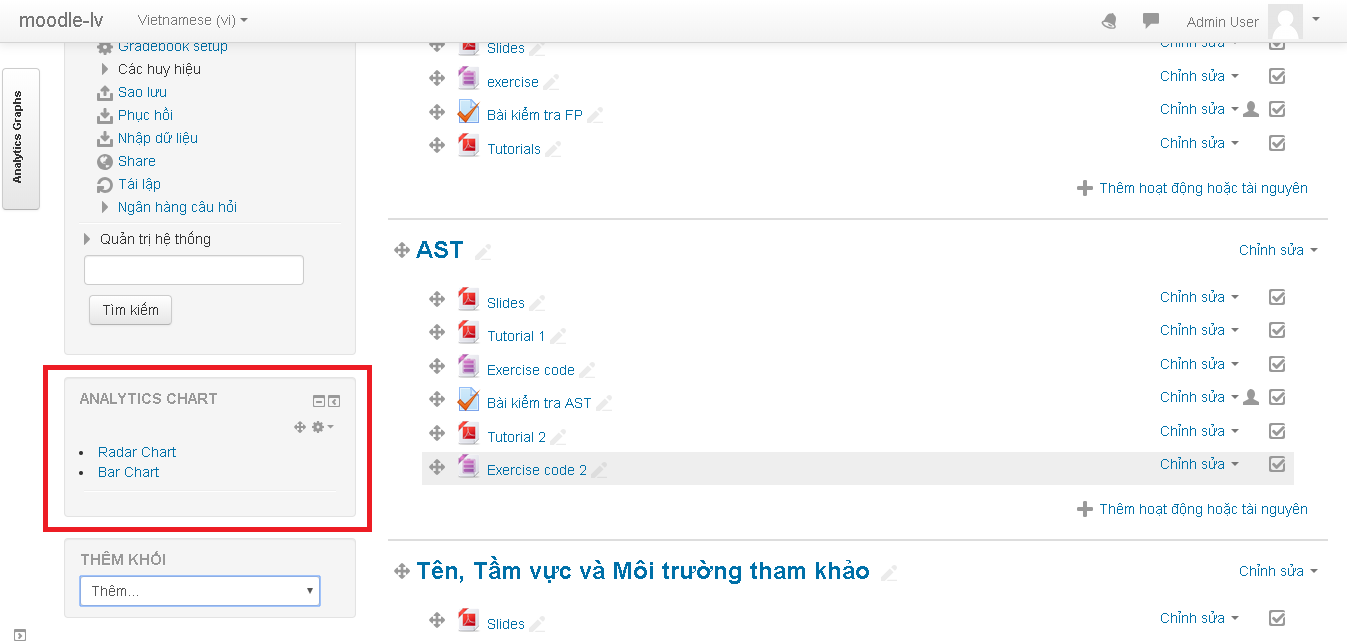 moodle-lv Vietnamese (vi) Admin User
Analytics Graphs
Gradebook setup
Các huy hiệu
Sao lưu
Phục hồi
Nhập dữ liệu
Share
Tái lập
Ngân hàng câu hỏi
Quản trị hệ thống
Tìm kiếm
ANALYTICS CHART
Radar Chart
Bar Chart
THÊM KHỐI
Thêm...
Slides Chỉnh sửa
exercise Chỉnh sửa
Bài kiểm tra FP Chỉnh sửa
Tutorials Chỉnh sửa
Thêm hoạt động hoặc tài nguyên
AST Chỉnh sửa
Slides Chỉnh sửa
Tutorial 1 Chỉnh sửa
Exercise code Chỉnh sửa
Bài kiểm tra AST Chỉnh sửa
Tutorial 2 Chỉnh sửa
Exercise code 2 Chỉnh sửa
Thêm hoạt động hoặc tài nguyên
Tên, Tầm vực và Môi trường tham khảo Chỉnh sửa
Slides Chỉnh sửa